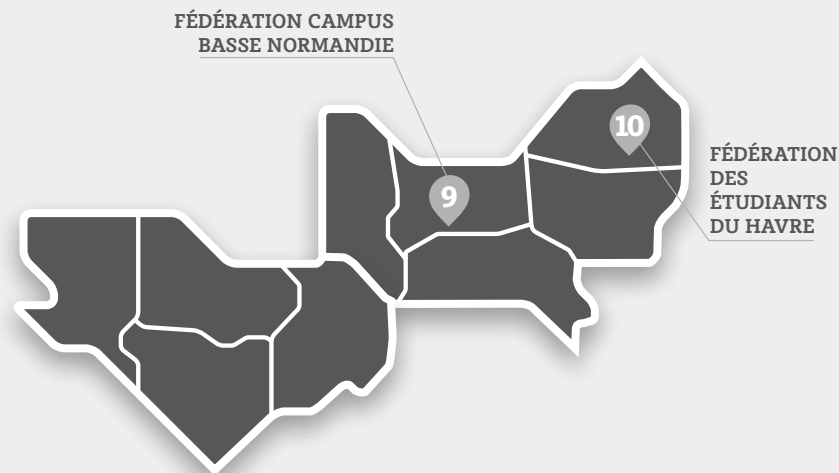 FÉDÉRATION CAMPUS
BASSE NORMANDIE
10
9
FÉDÉRATION
DES
ÉTUDIANTS
DU HAVRE